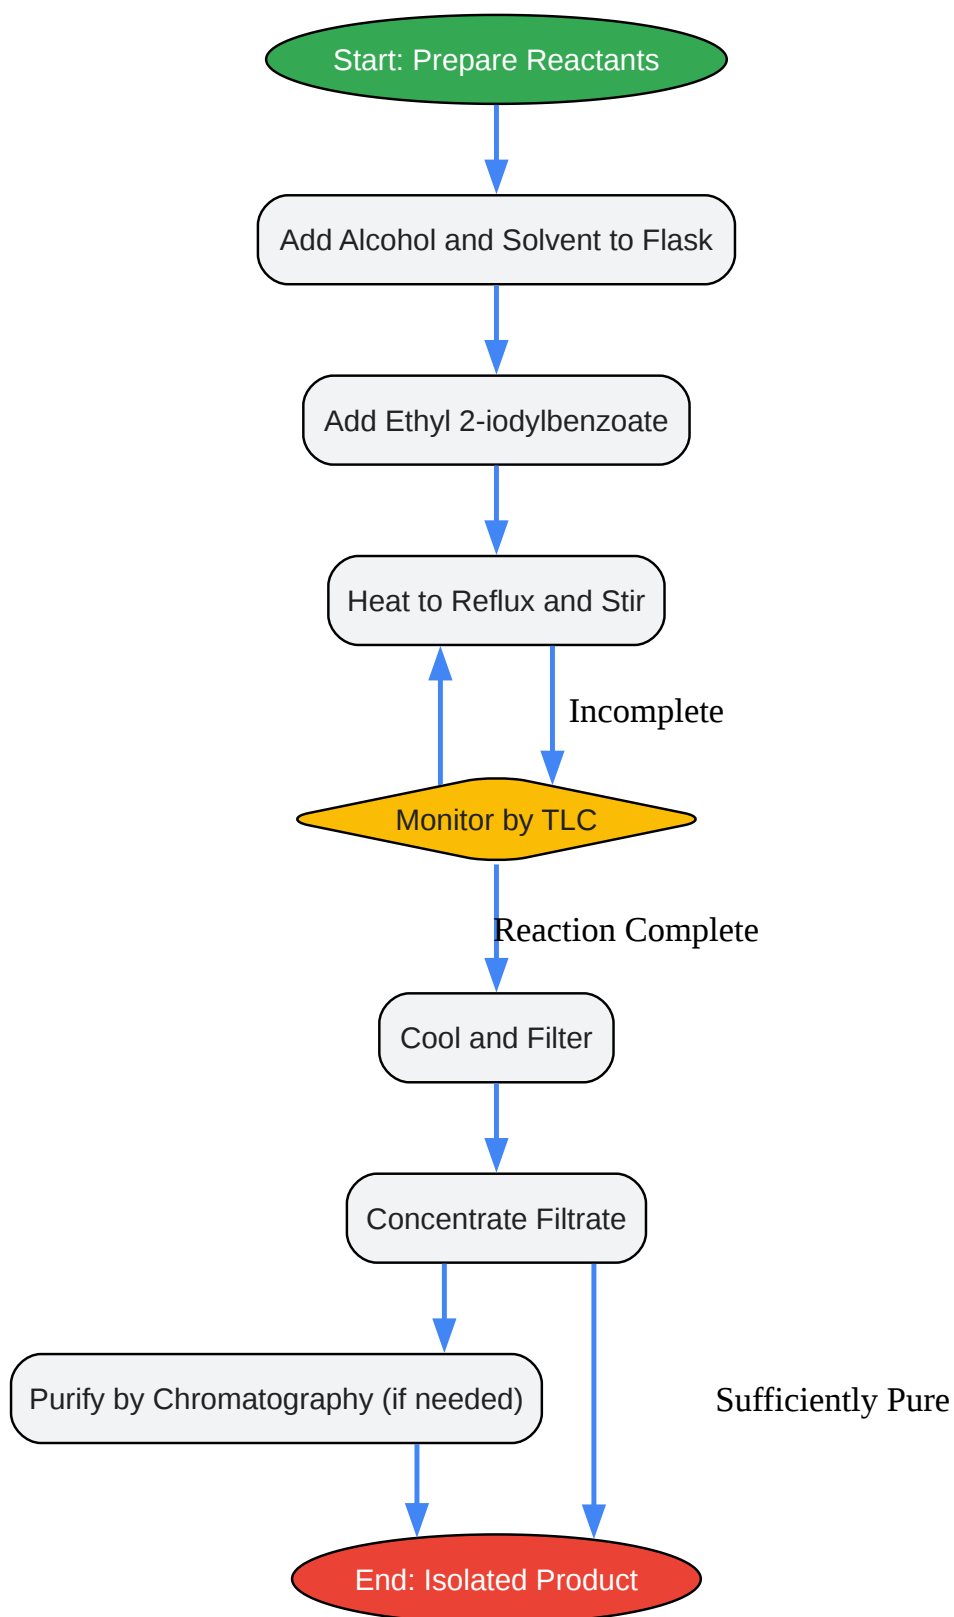 Start: Prepare Reactants
Add Alcohol and Solvent to Flask
Add Ethyl 2-iodylbenzoate
Heat to Reflux and Stir
Incomplete
Monitor by TLC
Reaction Complete
Cool and Filter
Concentrate Filtrate
Purify by Chromatography (if needed)
Sufficiently Pure
End: Isolated Product